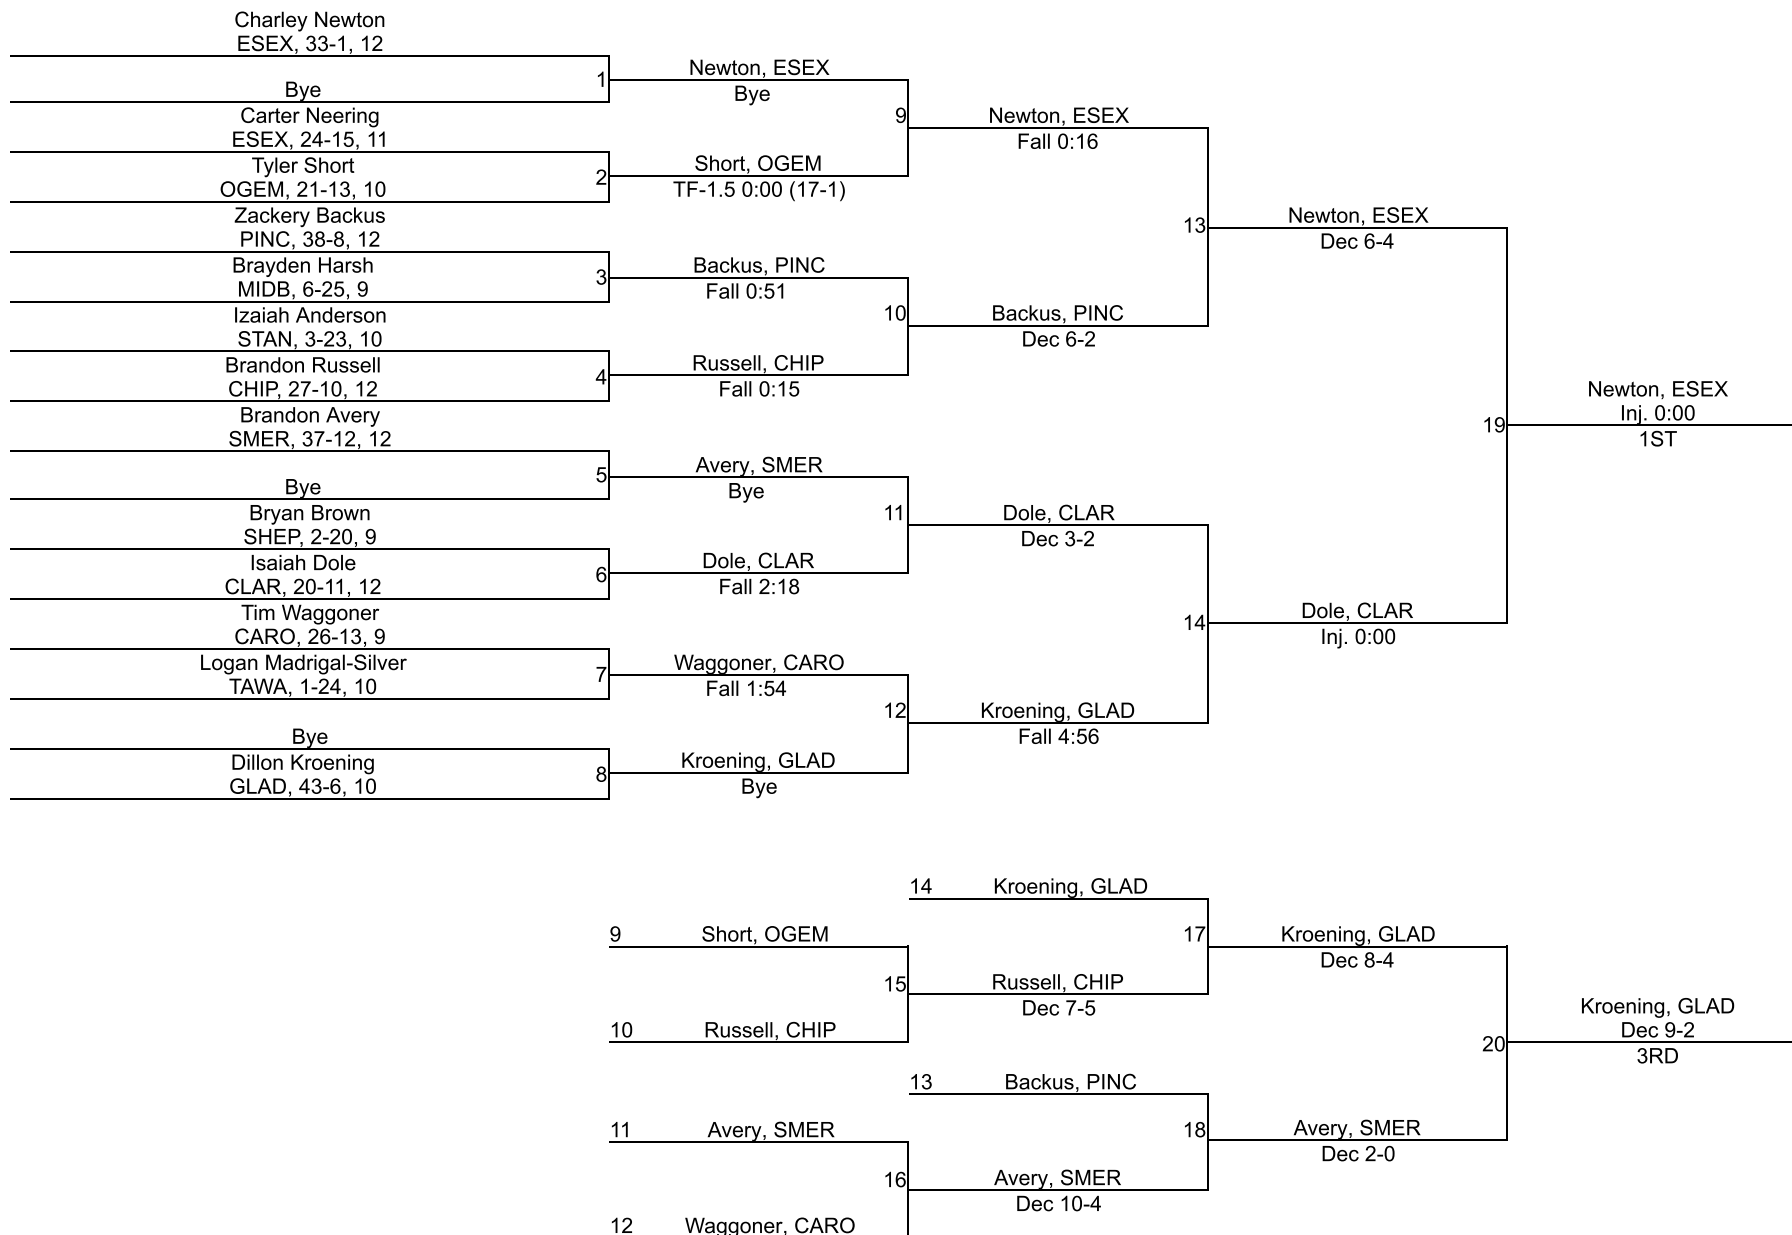 Charley Newton
ESEX, 33-1, 12
Bye
1
Carter Neering
ESEX, 24-15, 11
Tyler Short
OGEM, 21-13, 10
2
Zackery Backus
PINC, 38-8, 12
Brayden Harsh
MIDB, 6-25, 9
3
Izaiah Anderson
STAN, 3-23, 10
Brandon Russell
CHIP, 27-10, 12
4
Brandon Avery
SMER, 37-12, 12
Bye
5
Bryan Brown
SHEP, 2-20, 9
Isaiah Dole
CLAR, 20-11, 12
6
Tim Waggoner
CARO, 26-13, 9
Logan Madrigal-Silver
TAWA, 1-24, 10
7
Bye
Dillon Kroening
GLAD, 43-6, 10
8
Newton, ESEX
Bye
9
Short, OGEM
TF-1.5 0:00 (17-1)
Backus, PINC
Fall 0:51
10
Russell, CHIP
Fall 0:15
Avery, SMER
Bye
11
Dole, CLAR
Fall 2:18
Waggoner, CARO
Fall 1:54
12
Kroening, GLAD
Bye
Newton, ESEX
Fall 0:16
13
Backus, PINC
Dec 6-2
Dole, CLAR
Dec 3-2
14
Kroening, GLAD
Fall 4:56
Newton, ESEX
Dec 6-4
19
Dole, CLAR
Inj. 0:00
Newton, ESEX
Inj. 0:00
1ST
14 Kroening, GLAD
9 Short, OGEM
17
Kroening, GLAD
Dec 8-4
15
Russell, CHIP
Dec 7-5
10 Russell, CHIP
20
Kroening, GLAD
Dec 9-2
3RD
13 Backus, PINC
11 Avery, SMER
18
Avery, SMER
Dec 2-0
16
Avery, SMER
Dec 10-4
12 Waggoner, CARO